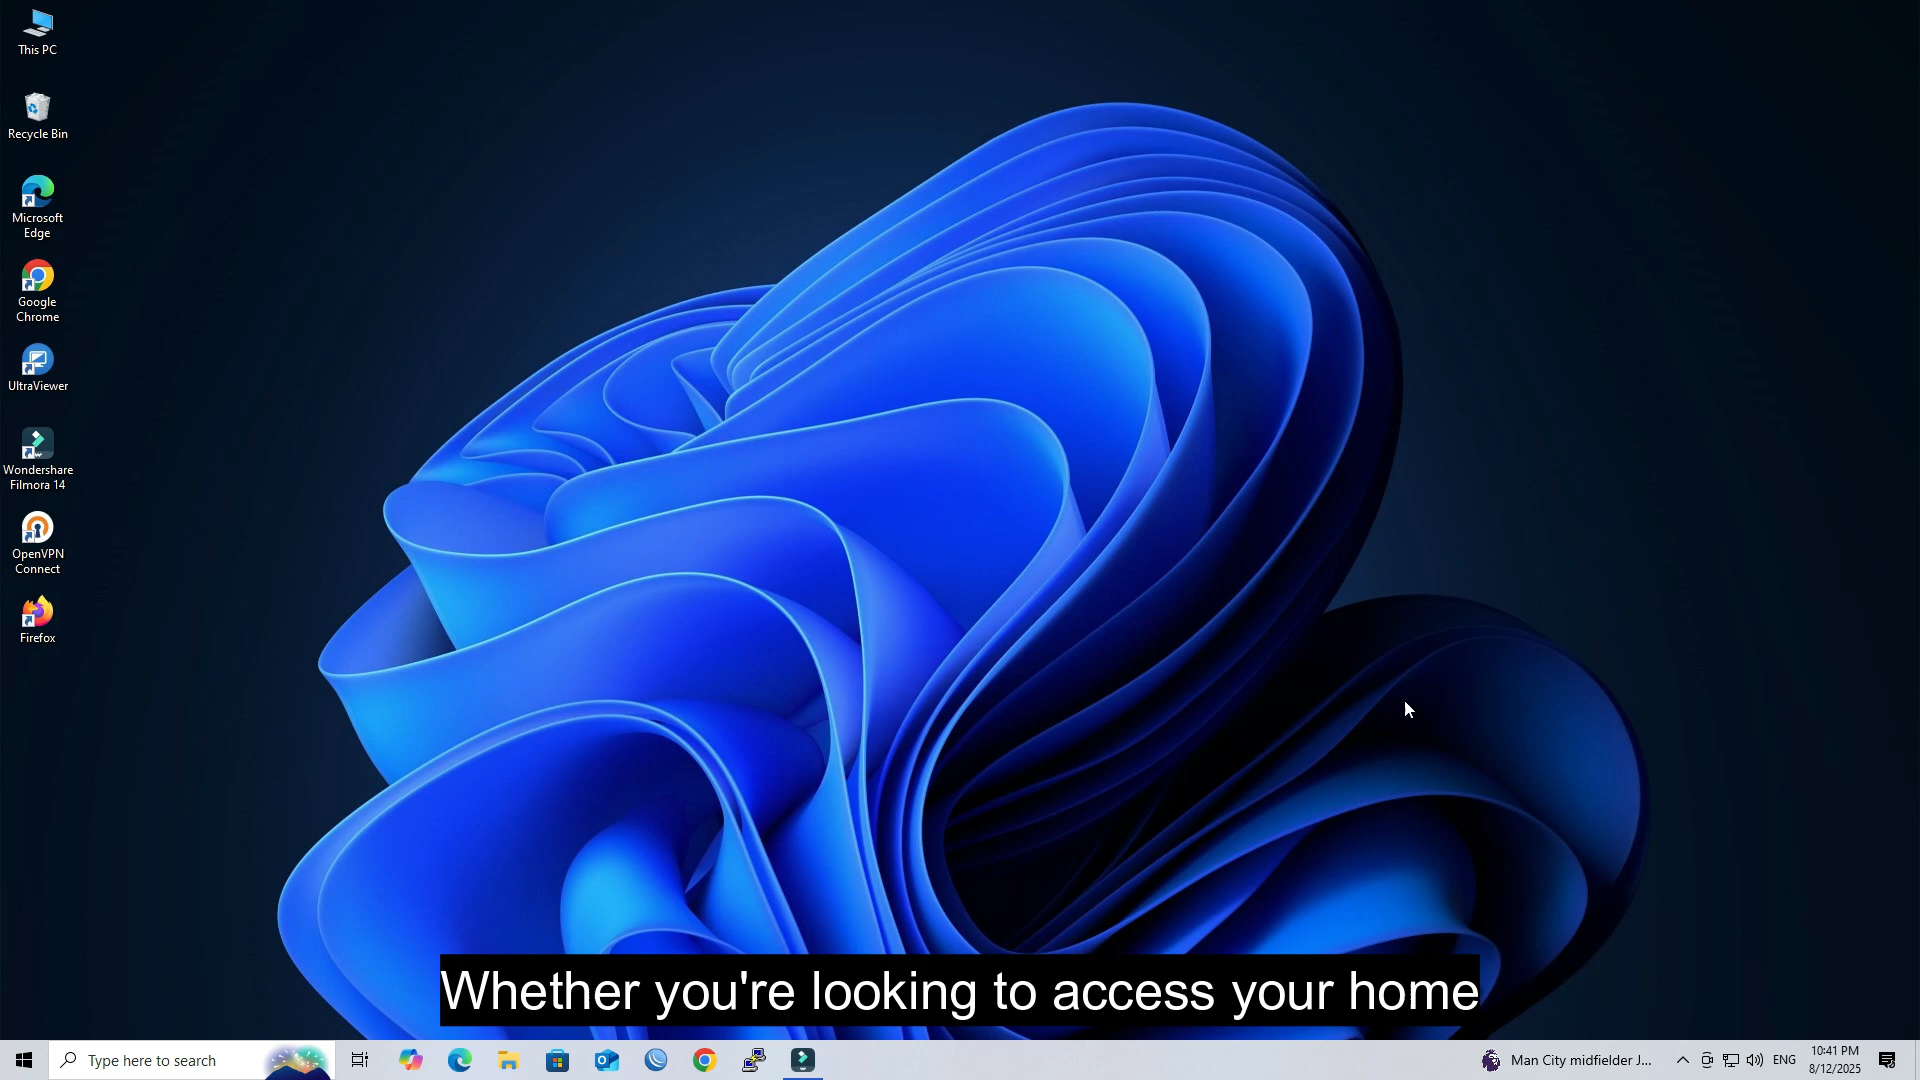 This PC
Recycle Bin
Microsoft
Edge
Google
Chrome
UltraViewer
Wondershare
Filmora 14
OpenVPN
Connect
Firefox
Whether you're looking to access your home
Type here to search
Man City midfielder J...
ENG
10:41 PM
8/12/2025